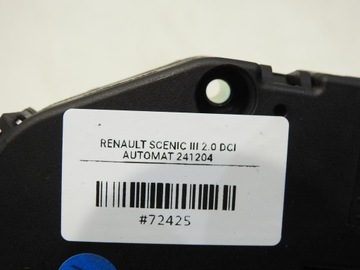 RENAULT SCENIC III 2.0 DCI
AUTOMAT 241204
#72425